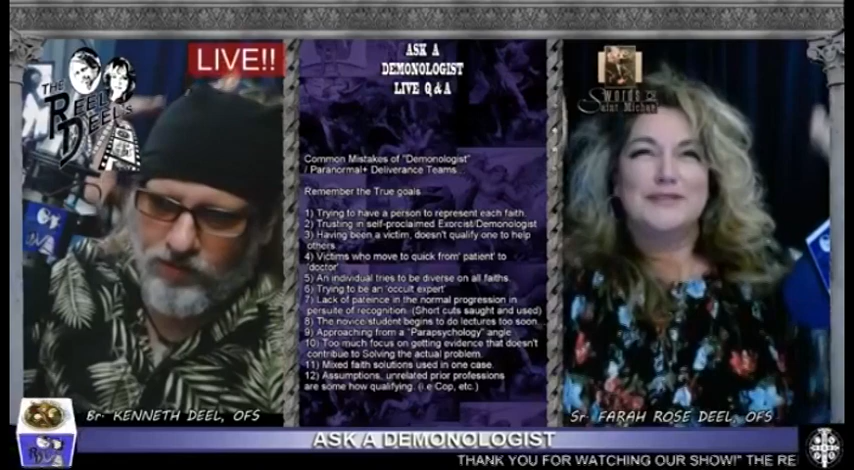 THE
REEL
DEEL's
LIVE!!
ASK A
DEMONOLOGIST
LIVE Q&A
Common Mistakes of "Demonologist"
/ Paranormal+ Deliverance Teams...
Remember the True goals
1) Trying to have a person to represent each faith.
2) Trusting in self-proclaimed Exorcist/Demonologist
3) Having been a victim, doesn't qualify one to help
others...
4) Victims who move to quick from' patient' to
'doctor'
5) An individual tries to be diverse on all faiths.
6) Trying to be an 'occult expert'
7) Lack of pateince in the normal progression in
persuite of recognition. (Short cuts saught and used)
8) The novice/student begins to do lectures too soon...
9) Approaching from a "Parapsychology" angle
10) Too much focus on getting evidence that doesn't
contribue to Solving the actual problem.
11) Mixed faith solutions used in one case.
12) Assumptions, unrelated prior professions
are some how qualifying. (i.e Cop, etc.)
Swords of
Saint Michael
Br. KENNETH DEEL, OFS
Sr. FARAH ROSE DEEL, OFS
ASK A DEMONOLOGIST
THANK YOU FOR WATCHING OUR SHOW!" THE RE